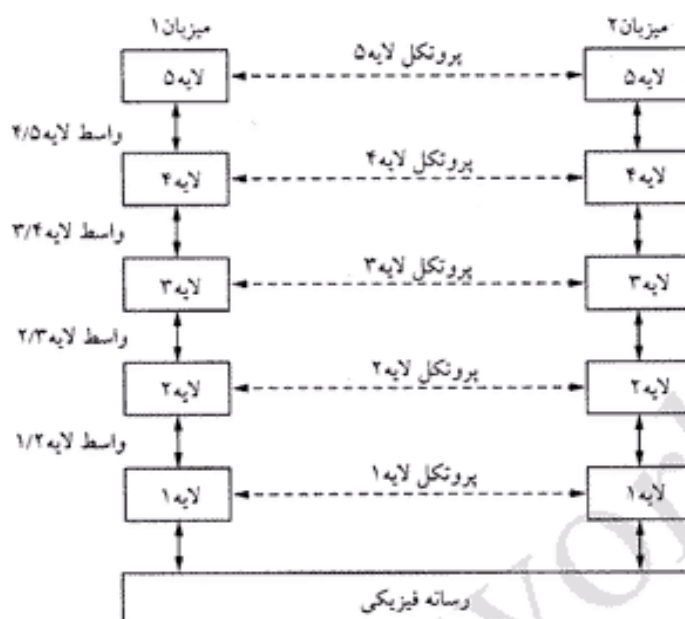 میزبان۱
میزبان۲
لایه۵
پروتکل لایه۵
لایه۵
واسط لایه۴/۵
لایه۴
پروتکل لایه۴
لایه۴
واسط لایه۳/۴
لایه۳
پروتکل لایه۳
لایه۳
واسط لایه۲/۳
لایه۲
پروتکل لایه۲
لایه۲
واسط لایه۱/۲
لایه۱
پروتکل لایه۱
لایه۱
رسانه فیزیکی